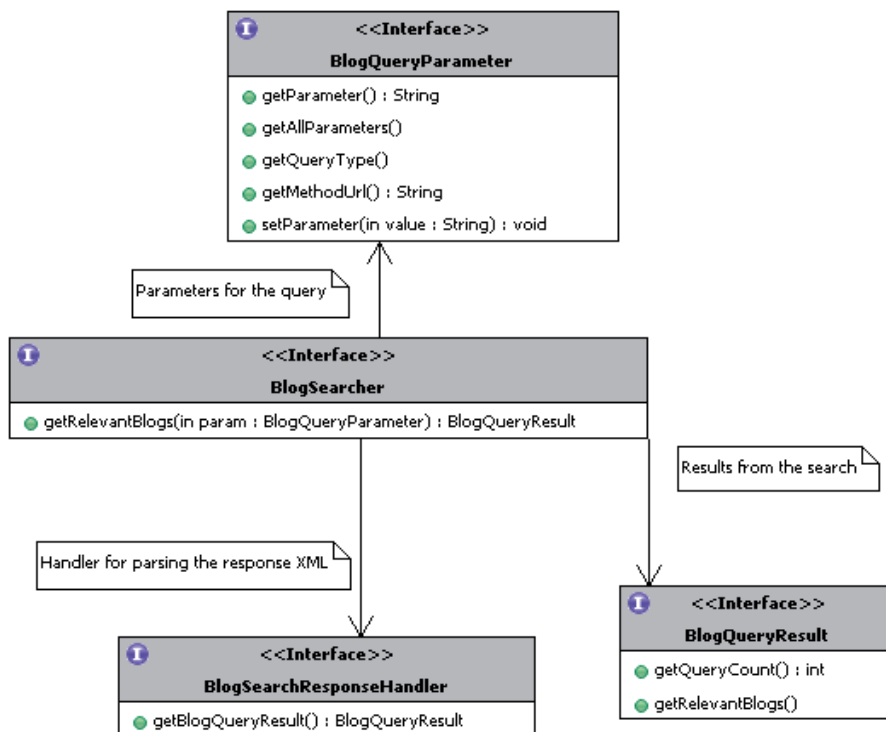 I
<<Interface>>
BlogQueryParameter
getParameter() : String
getAllParameters()
getQueryType()
getMethodUrl() : String
setParameter(in value : String) : void
Parameters for the query
I
<<Interface>>
BlogSearcher
getRelevantBlogs(in param : BlogQueryParameter) : BlogQueryResult
Results from the search
Handler for parsing the response XML
I
<<Interface>>
BlogQueryResult
getQueryCount() : int
getRelevantBlogs()
I
<<Interface>>
BlogSearchResponseHandler
getBlogQueryResult() : BlogQueryResult